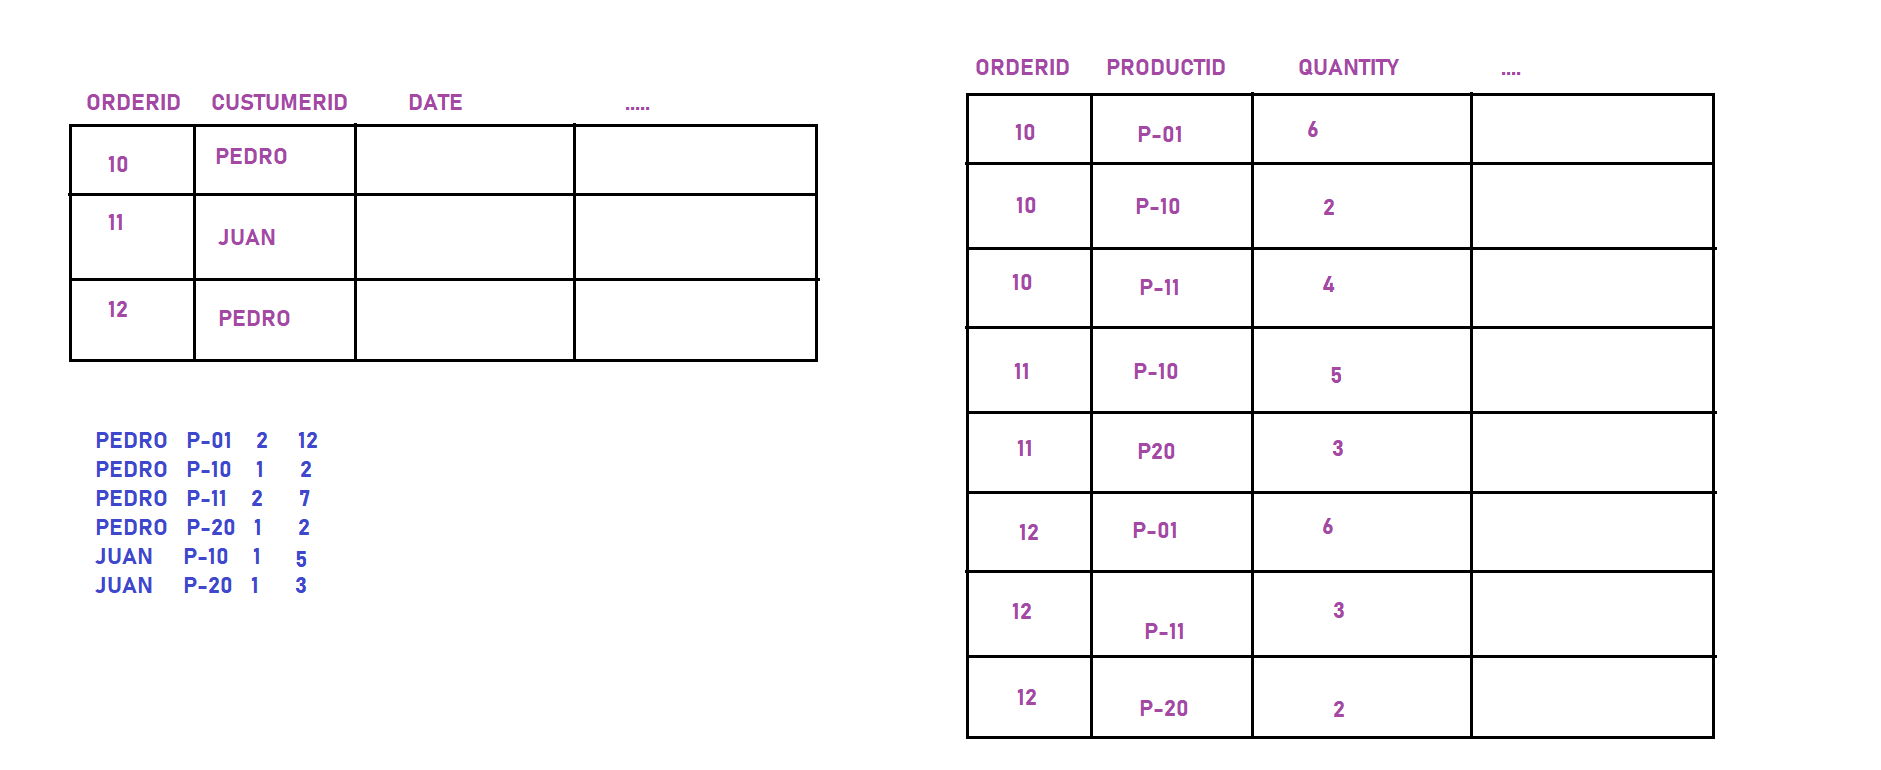 ORDERID CUSTUMERID DATE .....
10 PEDRO
11 JUAN
12 PEDRO
PEDRO P-01 2 12
PEDRO P-10 1 2
PEDRO P-11 2 7
PEDRO P-20 1 2
JUAN P-10 1 5
JUAN P-20 1 3
ORDERID PRODUCTID QUANTITY ....
10 P-01 6
10 P-10 2
10 P-11 4
11 P-10 5
11 P20 3
12 P-01 6
12 P-11 3
12 P-20 2